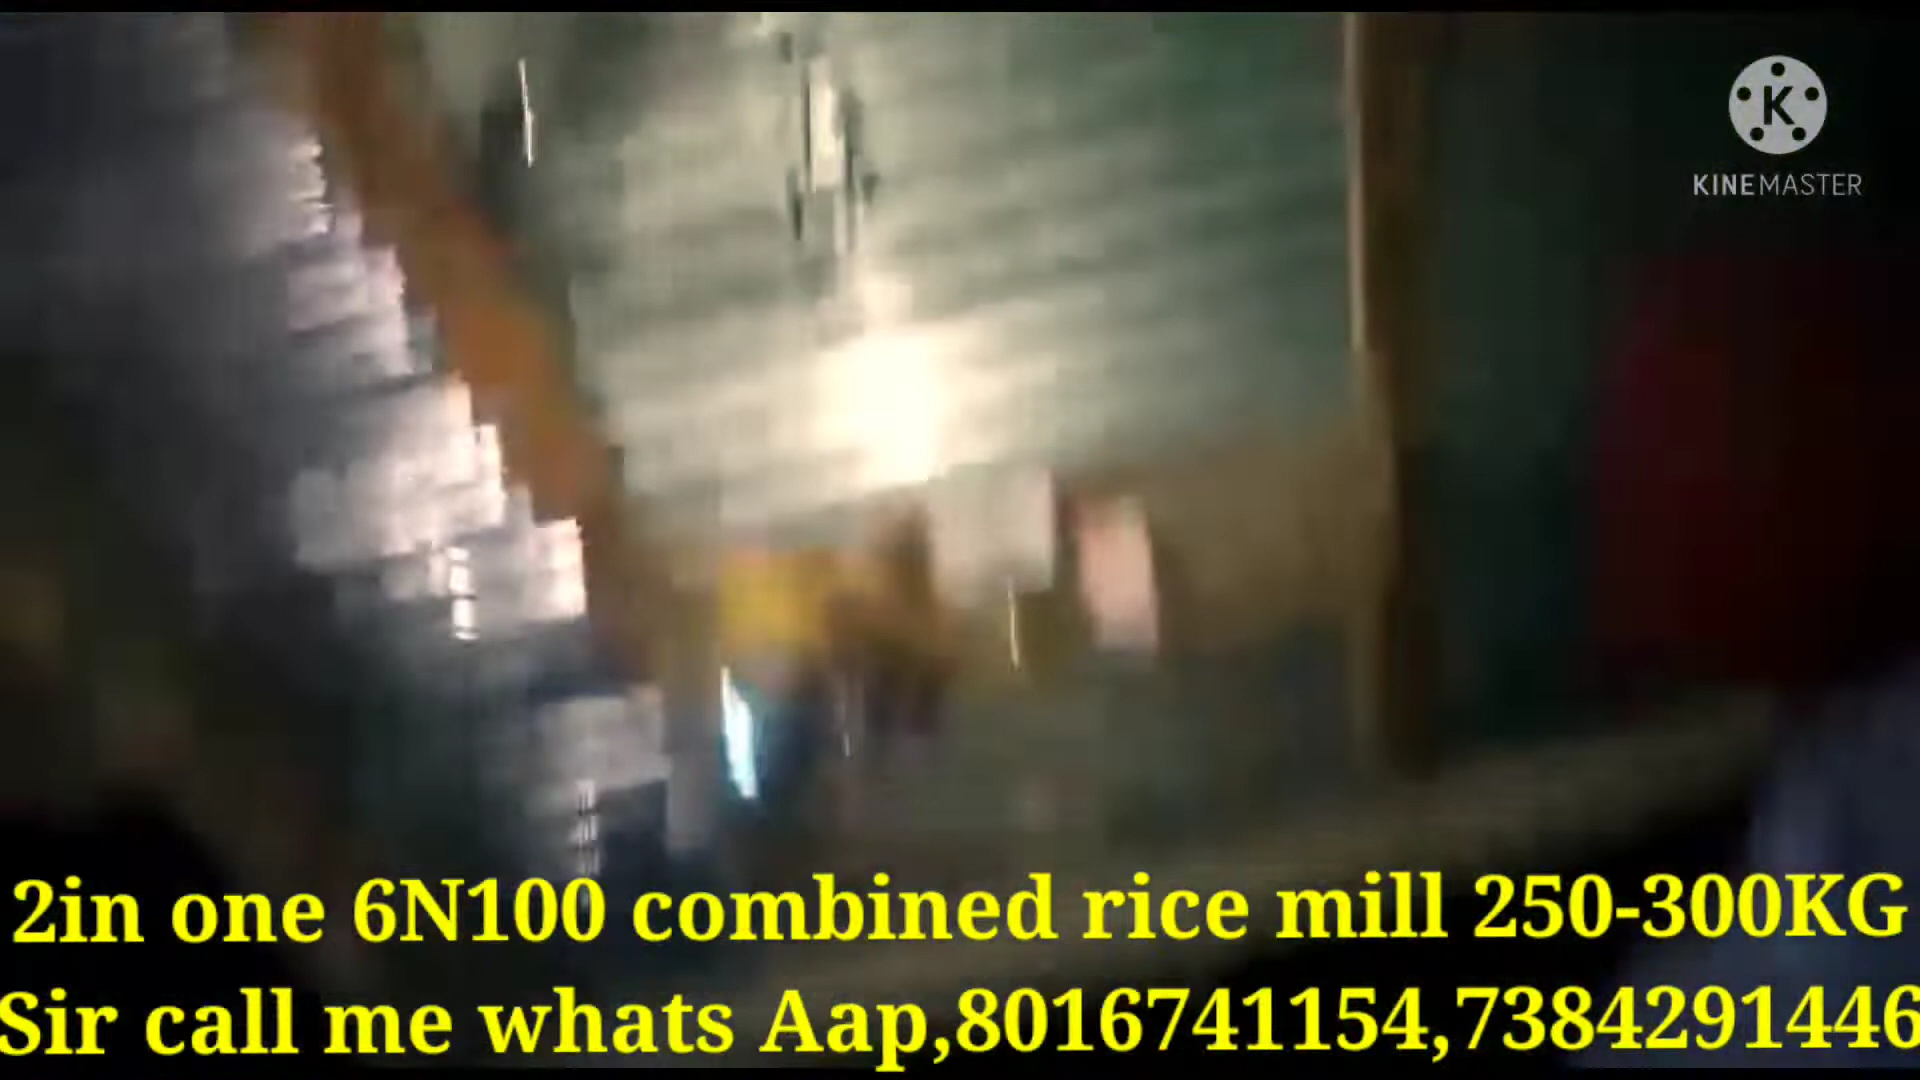 K
KINEMASTER
2in one 6N100 combined rice mill 250-300KG
Sir call me whats Aap,8016741154,7384291446